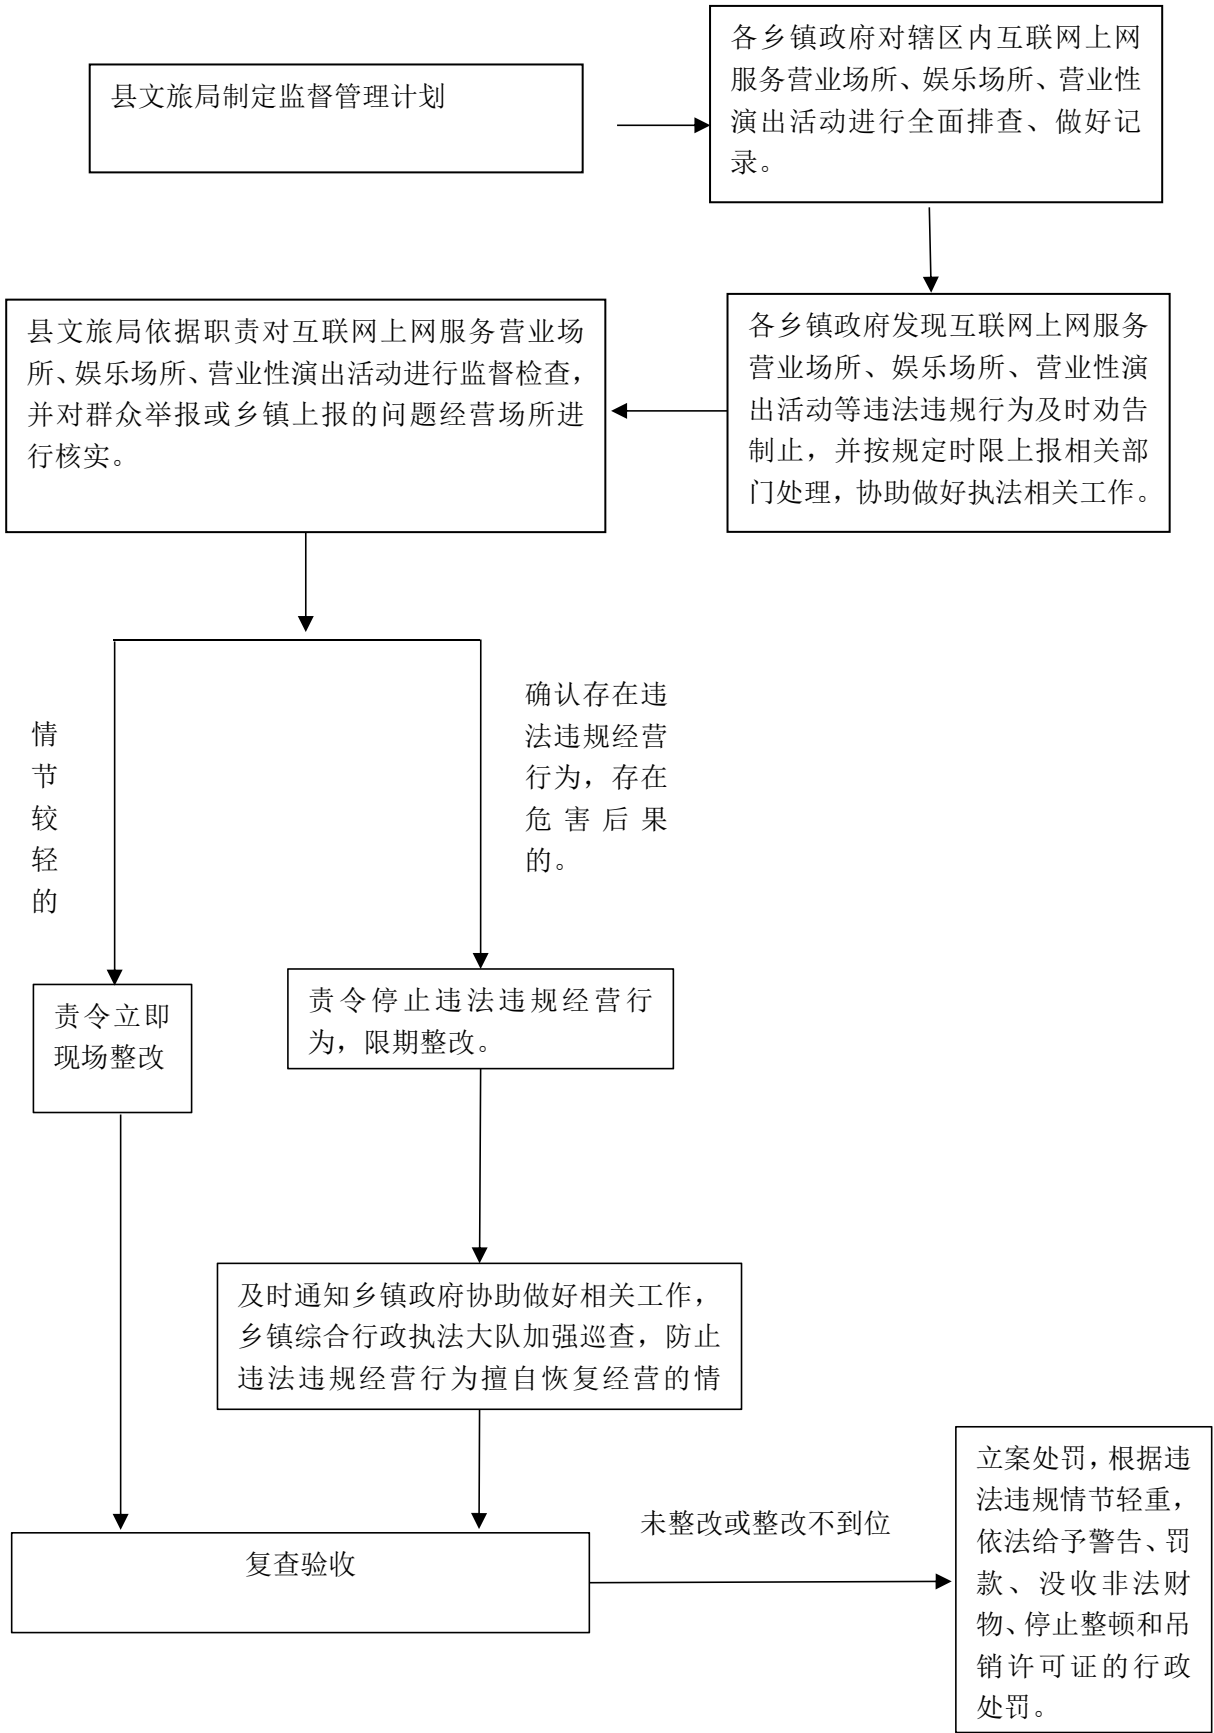 县文旅局制定监督管理计划
各乡镇政府对辖区内互联网上网
服务营业场所、娱乐场所、营业性
演出活动进行全面排查、做好记
录。
各乡镇政府发现互联网上网服务
营业场所、娱乐场所、营业性演
出活动等违法违规行为及时劝告
制止，并按规定时限上报相关部
门处理，协助做好执法相关工作。
县文旅局依据职责对互联网上网服务营业场
所、娱乐场所、营业性演出活动进行监督检查，
并对群众举报或乡镇上报的问题经营场所进
行核实。
情
节
较
轻
的
确认存在违
法违规经营
行为，存在
危害后果
的。
责令立即
现场整改
责令停止违法违规经营行
为，限期整改。
及时通知乡镇政府协助做好相关工作，
乡镇综合行政执法大队加强巡查，防止
违法违规经营行为擅自恢复经营的情
复查验收
未整改或整改不到位
立案处罚，根据违
法违规情节轻重，
依法给予警告、罚
款、没收非法财
物、停止整顿和吊
销许可证的行政
处罚。